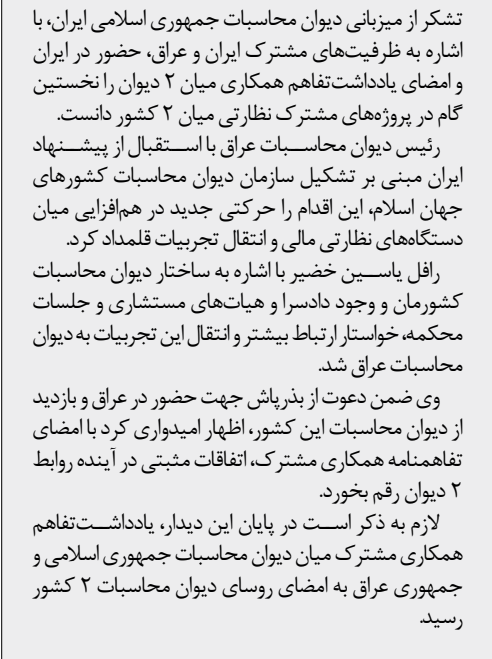 تشکر از میزبانی دیوان محاسبات جمهوری اسلامی ایران، با
اشاره به ظرفیت‌های مشترک ایران و عراق، حضور در ایران
و امضای یادداشت‌تفاهم همکاری میان ۲ دیوان را نخستین
گام در پروژه‌های مشترک نظارتی میان ۲ کشور دانست.
رئیس دیوان محاسبات عراق با استقبال از پیشنهاد
ایران مبنی بر تشکیل سازمان دیوان محاسبات کشورهای
جهان اسلام، این اقدام را حرکتی جدید در هم‌افزایی میان
دستگاه‌های نظارتی مالی و انتقال تجربیات قلمداد کرد.
رافل یاسین خضیر با اشاره به ساختار دیوان محاسبات
کشورمان و وجود دادسرا و هیات‌های مستشاری و جلسات
محکمه، خواستار ارتباط بیشتر و انتقال این تجربیات به دیوان
محاسبات عراق شد.
وی ضمن دعوت از بذرپاش جهت حضور در عراق و بازدید
از دیوان محاسبات این کشور، اظهار امیدواری کرد با امضای
تفاهمنامه همکاری مشترک، اتفاقات مثبتی در آینده روابط
۲ دیوان رقم بخورد.
لازم به ذکر است در پایان این دیدار، یادداشت‌تفاهم
همکاری مشترک میان دیوان محاسبات جمهوری اسلامی و
جمهوری عراق به امضای روسای دیوان محاسبات ۲ کشور
رسید.